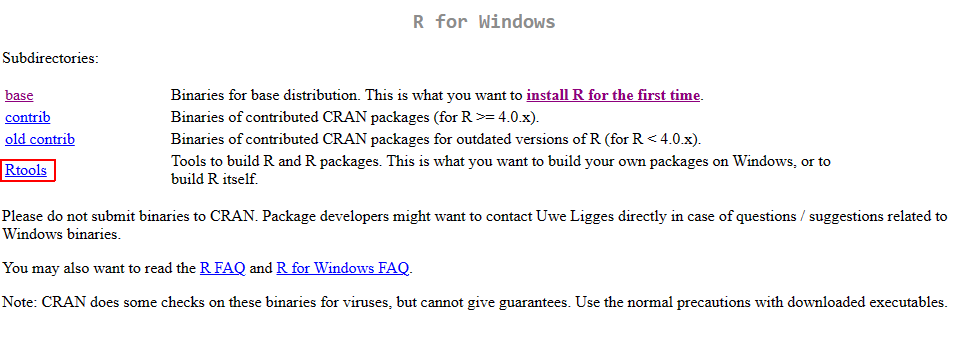 R for Windows
Subdirectories:
base Binaries for base distribution. This is what you want to install R for the first time.
contrib Binaries of contributed CRAN packages (for R >= 4.0.x).
old contrib Binaries of contributed CRAN packages for outdated versions of R (for R < 4.0.x).
Rtools Tools to build R and R packages. This is what you want to build your own packages on Windows, or to
build R itself.
Please do not submit binaries to CRAN. Package developers might want to contact Uwe Ligges directly in case of questions / suggestions related to
Windows binaries.
You may also want to read the R FAQ and R for Windows FAQ.
Note: CRAN does some checks on these binaries for viruses, but cannot give guarantees. Use the normal precautions with downloaded executables.